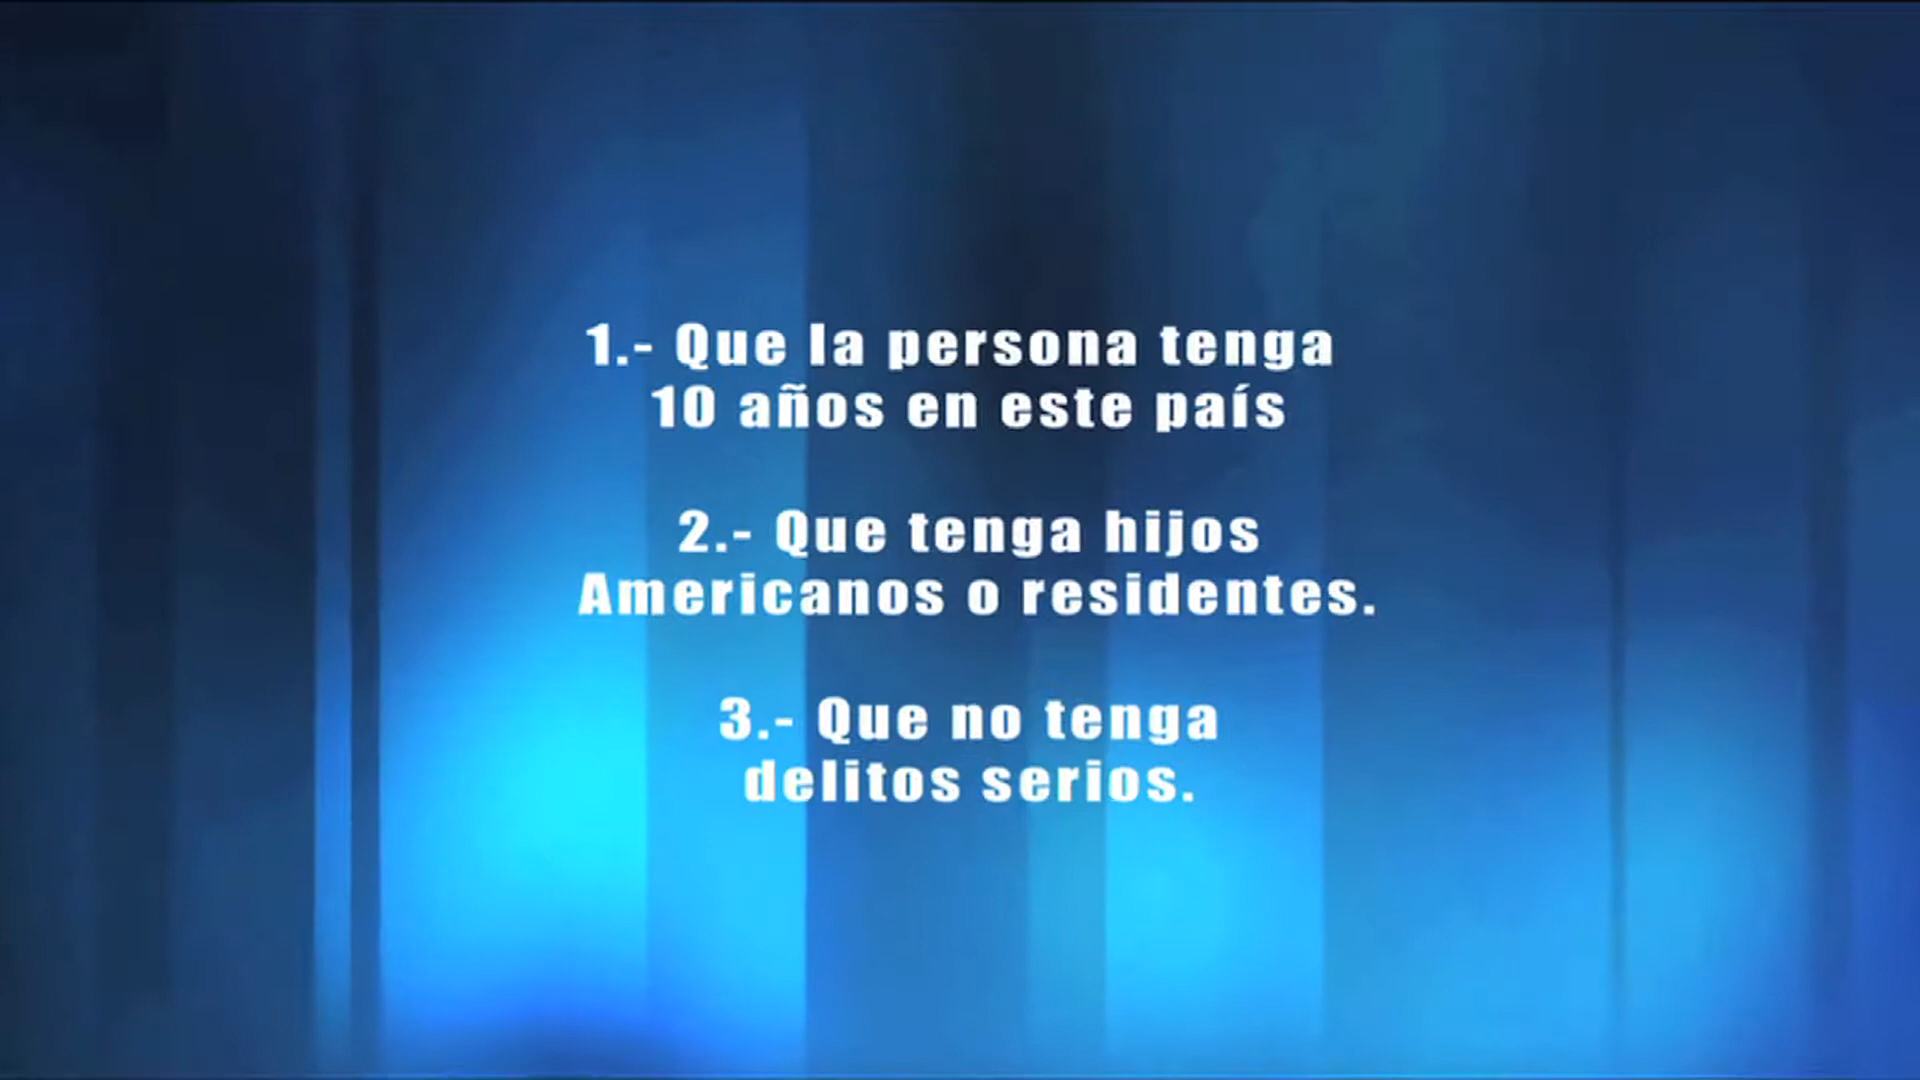 1.- Que la persona tenga
10 años en este país
2.- Que tenga hijos
Americanos o residentes.
3.- Que no tenga
delitos serios.